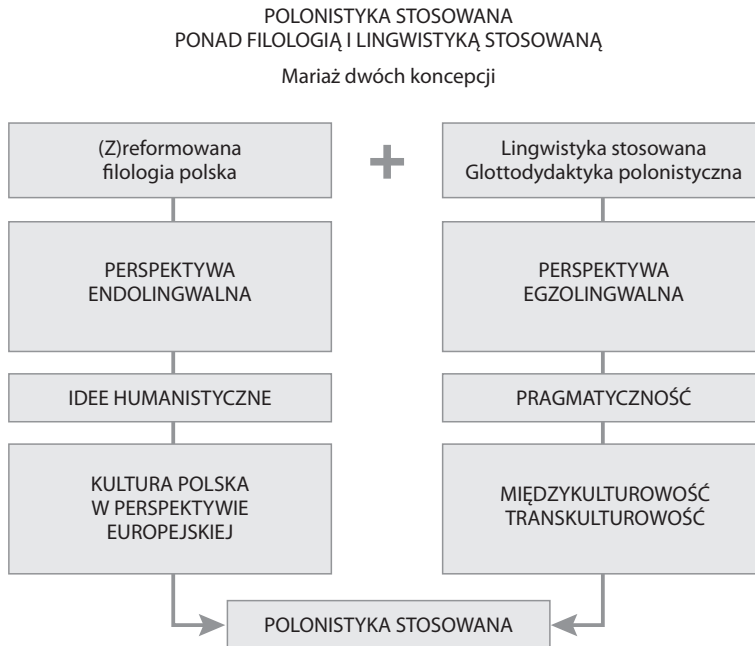 POLONISTYKA STOSOWANA
PONAD FILOLOGIĄ I LINGWISTYKĄ STOSOWANĄ
Mariaż dwóch koncepcji
(Z)reformowana
filologia polska
+
Lingwistyka stosowana
Glottodydaktyka polonistyczna
PERSPEKTYWA
ENDOLINGWALNA
PERSPEKTYWA
EGZOLINGWALNA
IDEE HUMANISTYCZNE
PRAGMATYCZNOŚĆ
KULTURA POLSKA
W PERSPEKTYWIE
EUROPEJSKIEJ
MIĘDZYKULTUROWOŚĆ
TRANSKULTUROWOŚĆ
POLONISTYKA STOSOWANA